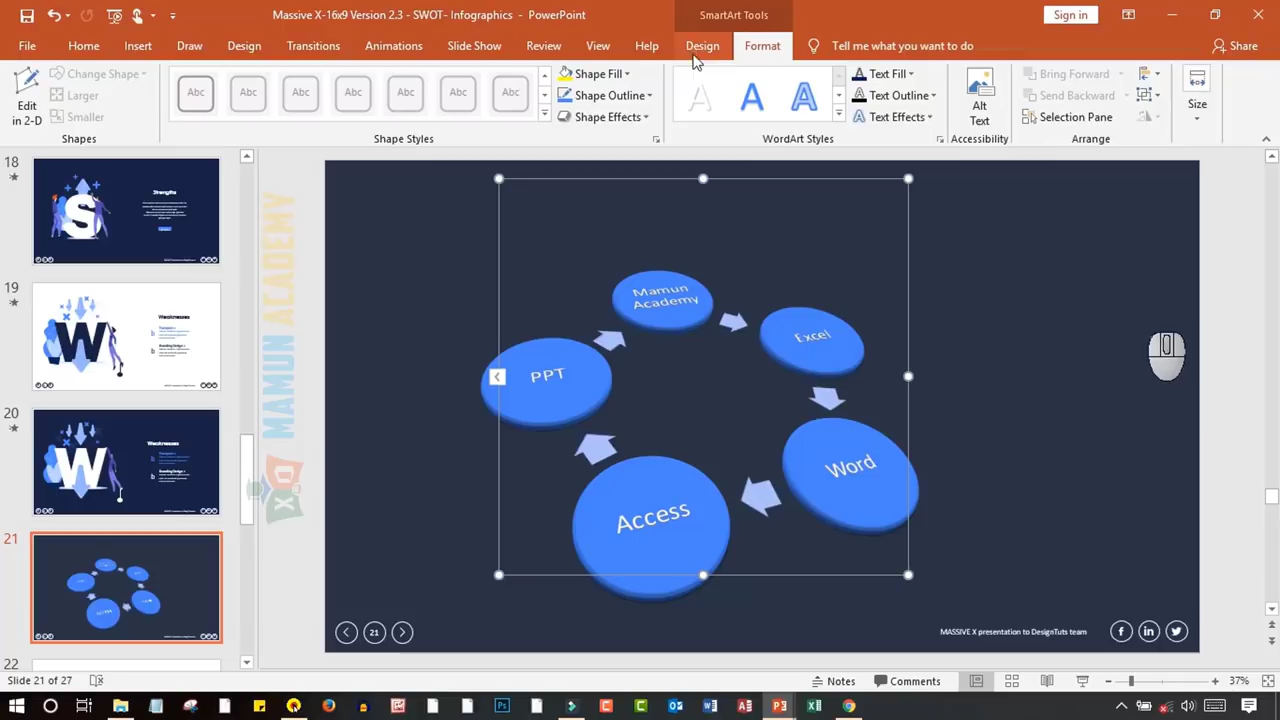 Massive X-16x9 Version 2.3 - SWOT- Infographics - PowerPoint
SmartArt Tools
Sign in
File
Home
Insert
Draw
Design
Transitions
Animations
Slide Show
Review
View
Help
Design
Format
Tell me what you want to do
Share
Edit
in 2-D
Change Shape
Larger
Smaller
Shapes
Abc
Abc
Abc
Abc
Abc
Abc
Abc
Shape Fill
Shape Outline
Shape Effects
Shape Styles
A
A
A
Text Fill
Text Outline
Text Effects
WordArt Styles
Alt
Text
Accessibility
Bring Forward
Send Backward
Selection Pane
Arrange
Size
18
Strengths
19
W
Weaknesses
20
W
Weaknesses
21
22
MAMUN ACADEMY
Mamun
Academy
Excel
PPT
Word
Access
21
MASSIVE X presentation to DesignTuts team
Slide 21 of 27
Notes
Comments
37%